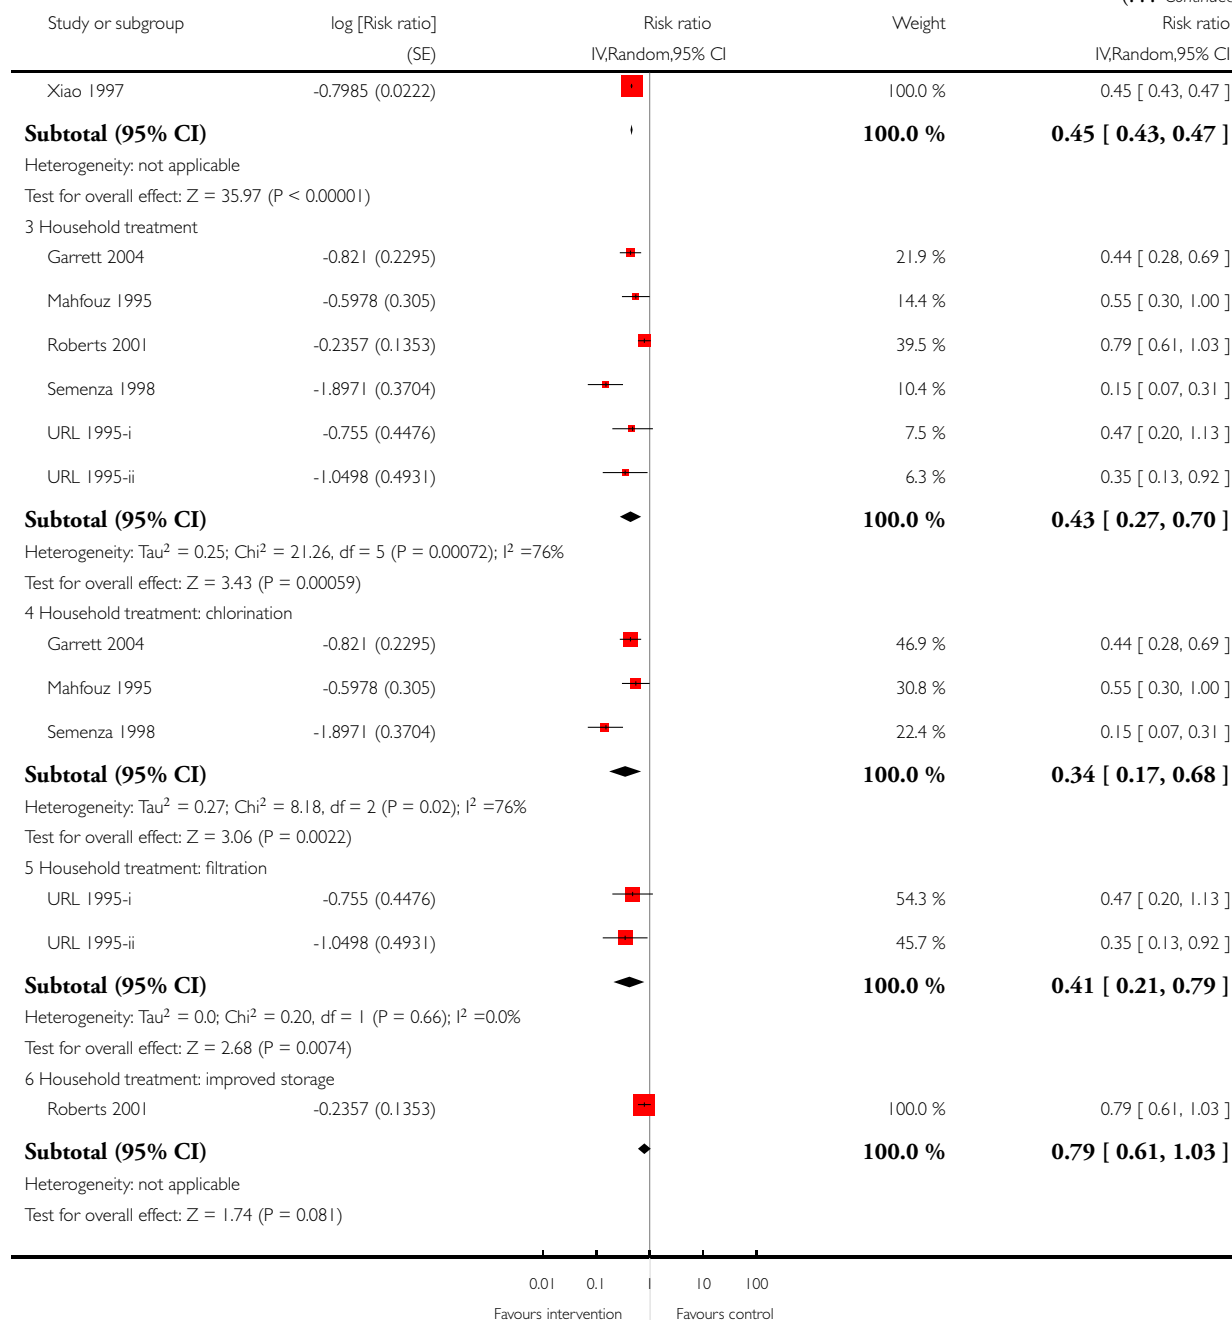 Continued
Study or subgroup log [Risk ratio] Risk ratio Weight Risk ratio
(SE) IV,Random,95% CI IV,Random,95% CI
Xiao 1997 -0.7985 (0.0222) 100.0 % 0.45 [ 0.43, 0.47 ]
Subtotal (95% CI) 100.0 % 0.45 [ 0.43, 0.47 ]
Heterogeneity: not applicable
Test for overall effect: Z = 35.97 (P < 0.00001)
3 Household treatment
Garrett 2004 -0.821 (0.2295) 21.9 % 0.44 [ 0.28, 0.69 ]
Mahfouz 1995 -0.5978 (0.305) 14.4 % 0.55 [ 0.30, 1.00 ]
Roberts 2001 -0.2357 (0.1353) 39.5 % 0.79 [ 0.61, 1.03 ]
Semenza 1998 -1.8971 (0.3704) 10.4 % 0.15 [ 0.07, 0.31 ]
URL 1995-i -0.755 (0.4476) 7.5 % 0.47 [ 0.20, 1.13 ]
URL 1995-ii -1.0498 (0.4931) 6.3 % 0.35 [ 0.13, 0.92 ]
Subtotal (95% CI) 100.0 % 0.43 [ 0.27, 0.70 ]
Heterogeneity: Tau² = 0.25; Chi² = 21.26, df = 5 (P = 0.00072); I² =76%
Test for overall effect: Z = 3.43 (P = 0.00059)
4 Household treatment: chlorination
Garrett 2004 -0.821 (0.2295) 46.9 % 0.44 [ 0.28, 0.69 ]
Mahfouz 1995 -0.5978 (0.305) 30.8 % 0.55 [ 0.30, 1.00 ]
Semenza 1998 -1.8971 (0.3704) 22.4 % 0.15 [ 0.07, 0.31 ]
Subtotal (95% CI) 100.0 % 0.34 [ 0.17, 0.68 ]
Heterogeneity: Tau² = 0.27; Chi² = 8.18, df = 2 (P = 0.02); I² =76%
Test for overall effect: Z = 3.06 (P = 0.0022)
5 Household treatment: filtration
URL 1995-i -0.755 (0.4476) 54.3 % 0.47 [ 0.20, 1.13 ]
URL 1995-ii -1.0498 (0.4931) 45.7 % 0.35 [ 0.13, 0.92 ]
Subtotal (95% CI) 100.0 % 0.41 [ 0.21, 0.79 ]
Heterogeneity: Tau² = 0.0; Chi² = 0.20, df = 1 (P = 0.66); I² =0.0%
Test for overall effect: Z = 2.68 (P = 0.0074)
6 Household treatment: improved storage
Roberts 2001 -0.2357 (0.1353) 100.0 % 0.79 [ 0.61, 1.03 ]
Subtotal (95% CI) 100.0 % 0.79 [ 0.61, 1.03 ]
Heterogeneity: not applicable
Test for overall effect: Z = 1.74 (P = 0.081)
0.01 0.1 1 10 100
Favours intervention Favours control